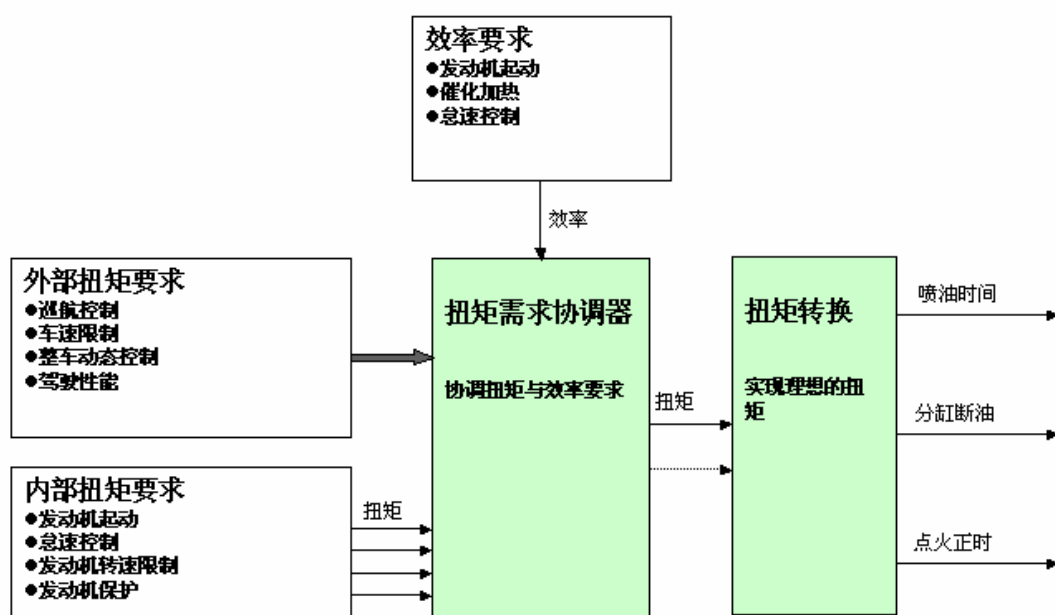 效率要求
●发动机起动
●催化加热
●怠速控制
效率
外部扭矩要求
●巡航控制
●车速限制
●整车动态控制
●驾驶性能
内部扭矩要求
●发动机起动
●怠速控制
●发动机转速限制
●发动机保护
扭矩
扭矩需求协调器
协调扭矩与效率要求
扭矩
扭矩转换
实现理想的扭
矩
喷油时间
分缸断油
点火正时